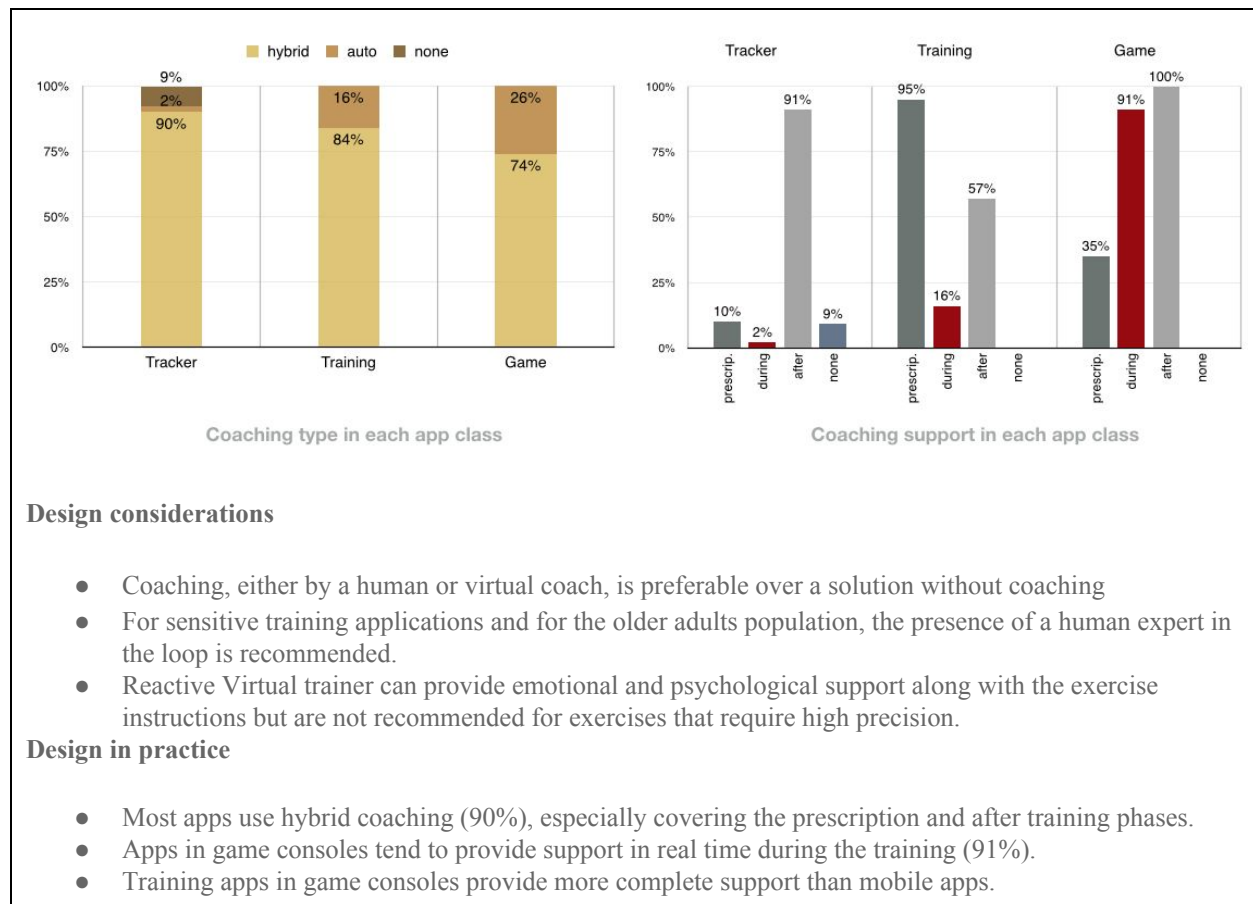 hybrid auto none
9%
100%
2%
16%
26%
90%
84%
75%
74%
50%
25%
0%
Tracker Training Game
Coaching type in each app class
Tracker Training Game
100%
95%
91%
91%
100%
75%
57%
50%
35%
25%
16%
10%
9%
2%
0%
prescrip. during after none prescrip. during after none prescrip. during after none
Coaching support in each app class
Design considerations
● Coaching, either by a human or virtual coach, is preferable over a solution without coaching
● For sensitive training applications and for the older adults population, the presence of a human expert in
the loop is recommended.
● Reactive Virtual trainer can provide emotional and psychological support along with the exercise
instructions but are not recommended for exercises that require high precision.
Design in practice
● Most apps use hybrid coaching (90%), especially covering the prescription and after training phases.
● Apps in game consoles tend to provide support in real time during the training (91%).
● Training apps in game consoles provide more complete support than mobile apps.